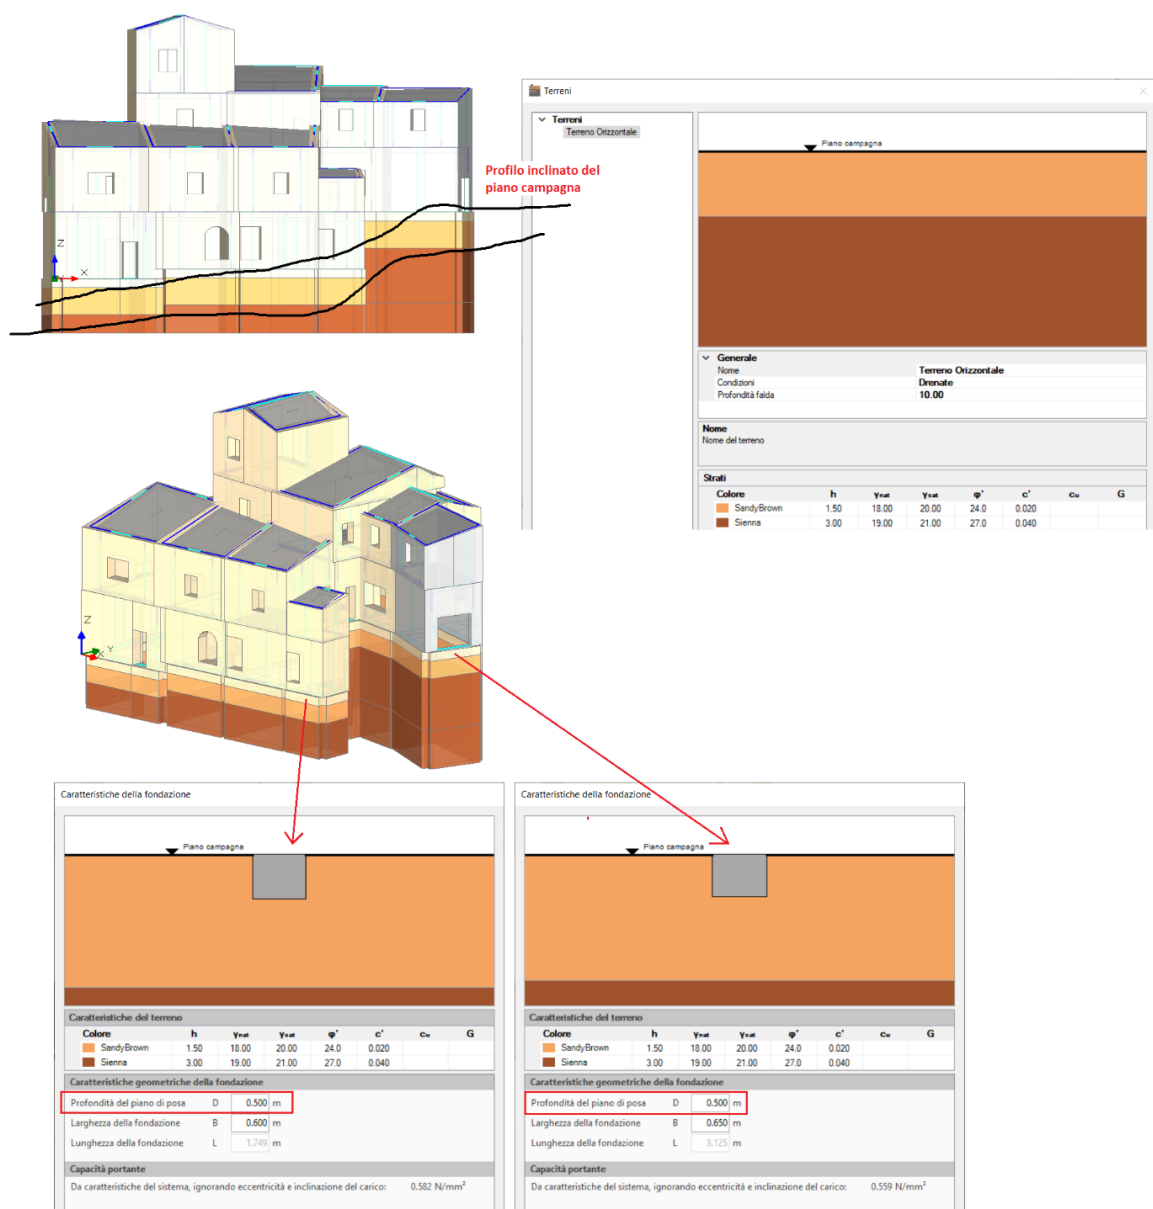 Terreni
Terreni
Terreno Orizzontale
Piano campagna
Profilo inclinato del
piano campagna
Z
X
Generale
Nome Terreno Orizzontale
Condizioni Drenate
Profondità falda 10.00
Nome
Nome del terreno
Strati
Colore h γnat γsat φ' c' cu G
SandyBrown 1.50 18.00 20.00 24.0 0.020
Sienna 3.00 19.00 21.00 27.0 0.040
Z
Y
X
Caratteristiche della fondazione
Piano campagna
Caratteristiche del terreno
Colore h γnat γsat φ' c' cu G
SandyBrown 1.50 18.00 20.00 24.0 0.020
Sienna 3.00 19.00 21.00 27.0 0.040
Caratteristiche geometriche della fondazione
Profondità del piano di posa D 0.500 m
Larghezza della fondazione B 0.600 m
Lunghezza della fondazione L 1.749 m
Capacità portante
Da caratteristiche del sistema, ignorando eccentricità e inclinazione del carico: 0.582 N/mm²
Caratteristiche della fondazione
Piano campagna
Caratteristiche del terreno
Colore h γnat γsat φ' c' cu G
SandyBrown 1.50 18.00 20.00 24.0 0.020
Sienna 3.00 19.00 21.00 27.0 0.040
Caratteristiche geometriche della fondazione
Profondità del piano di posa D 0.500 m
Larghezza della fondazione B 0.650 m
Lunghezza della fondazione L 3.125 m
Capacità portante
Da caratteristiche del sistema, ignorando eccentricità e inclinazione del carico: 0.559 N/mm²